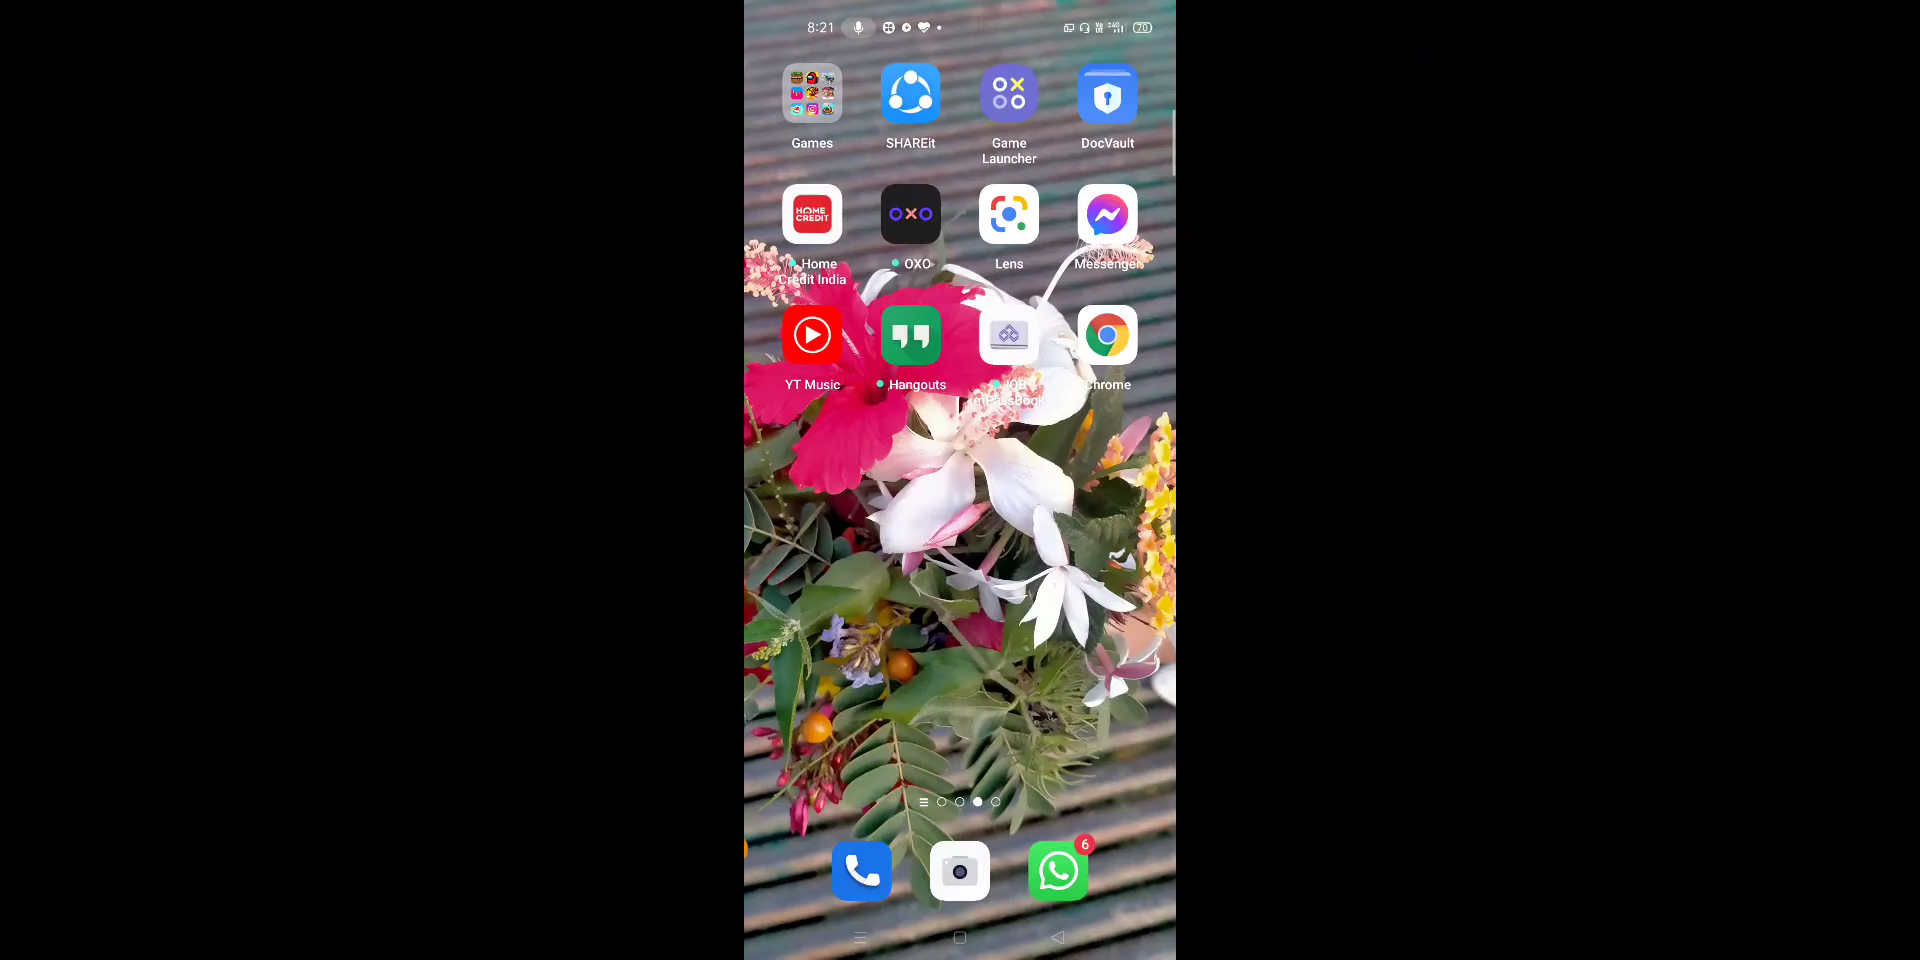 8:21
70
Games
SHAREit
Game
Launcher
DocVault
HOME
CREDIT
OXO
Home
Credit India
OXO
Lens
Messenger
YT Music
Hangouts
IOB
mPassBook
Chrome
6